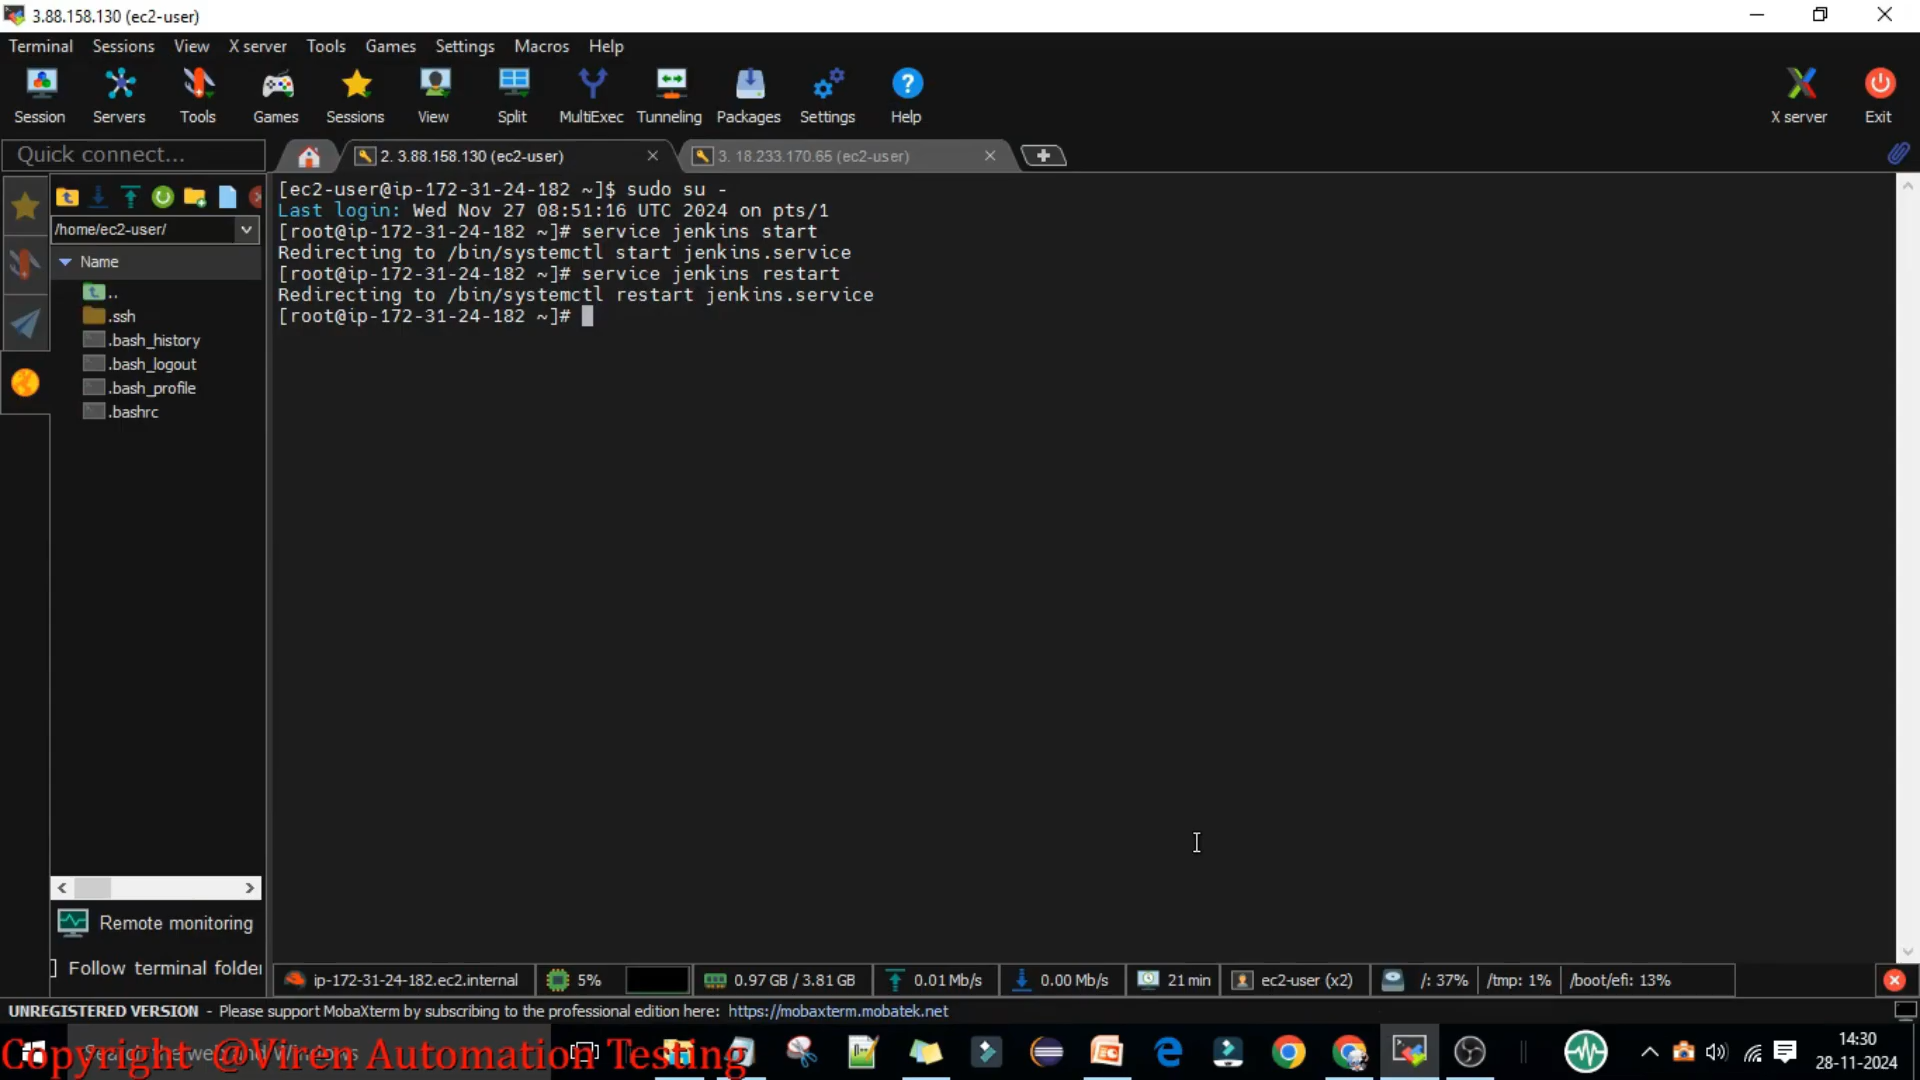 3.88.158.130 (ec2-user)
Terminal Sessions View X server Tools Games Settings Macros Help
Session Servers Tools Games Sessions View Split MultiExec Tunneling Packages Settings Help X server Exit
Quick connect...
2. 3.88.158.130 (ec2-user)
3. 18.233.170.65 (ec2-user)
/home/ec2-user/
Name
..
.ssh
.bash_history
.bash_logout
.bash_profile
.bashrc
[ec2-user@ip-172-31-24-182 ~]$ sudo su -
Last login: Wed Nov 27 08:51:16 UTC 2024 on pts/1
[root@ip-172-31-24-182 ~]# service jenkins start
Redirecting to /bin/systemctl start jenkins.service
[root@ip-172-31-24-182 ~]# service jenkins restart
Redirecting to /bin/systemctl restart jenkins.service
[root@ip-172-31-24-182 ~]#
Remote monitoring
Follow terminal folder
ip-172-31-24-182.ec2.internal 5% 0.97 GB / 3.81 GB 0.01 Mb/s 0.00 Mb/s 21 min ec2-user (x2) /: 37% /tmp: 1% /boot/efi: 13%
UNREGISTERED VERSION - Please support MobaXterm by subscribing to the professional edition here: https://mobaxterm.mobatek.net
Search the web and Windows
Copyright @Viren Automation Testing
14:30
28-11-2024